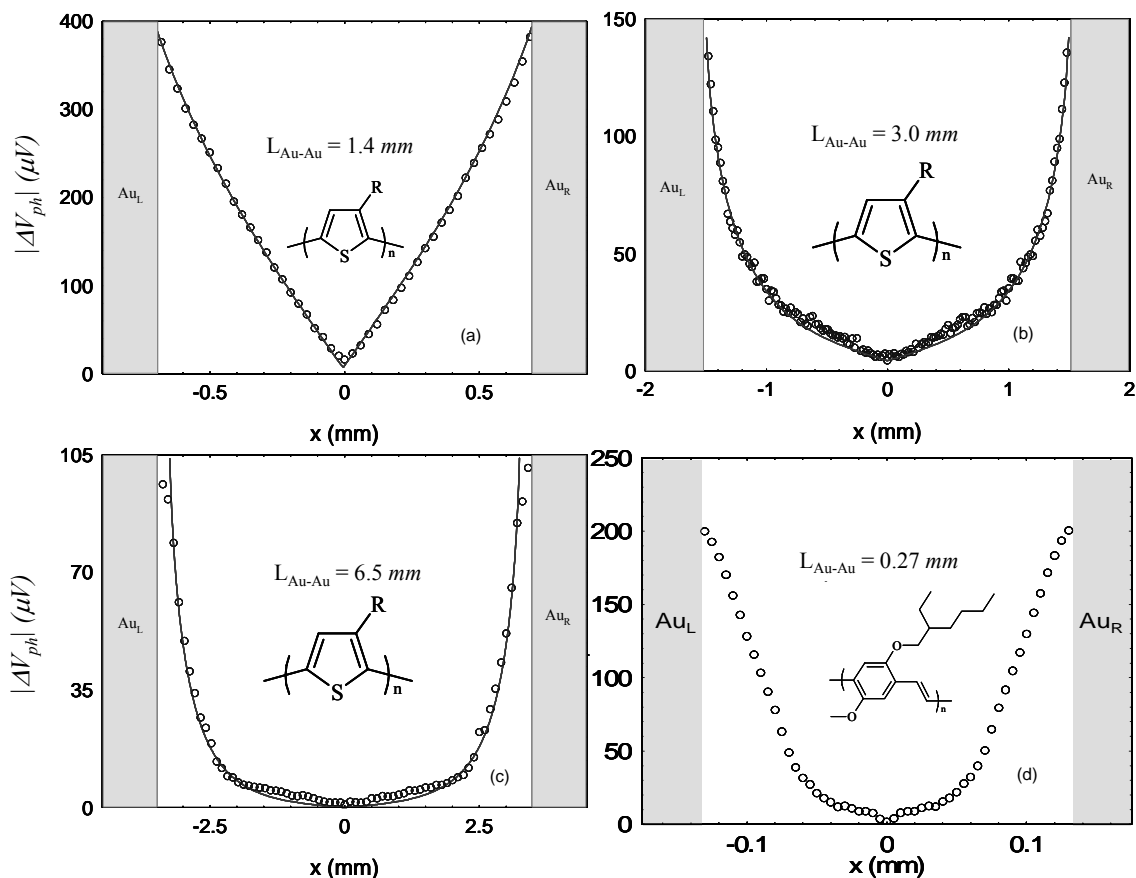 400
300
200
100
0
|ΔV_ph| (μV)
Au_L
L_Au-Au = 1.4 mm
R
S
n
(a)
-0.5
0
0.5
x (mm)
150
100
50
0
Au_L
L_Au-Au = 3.0 mm
R
S
n
Au_R
(b)
-2
-1
0
1
2
x (mm)
105
70
35
0
|ΔV_ph| (μV)
Au_L
L_Au-Au = 6.5 mm
R
S
n
Au_R
(c)
-2.5
0
2.5
x (mm)
250
200
150
100
50
0
Au_L
L_Au-Au = 0.27 mm
O
O
n
Au_R
(d)
-0.1
0
0.1
x (mm)
Au_R